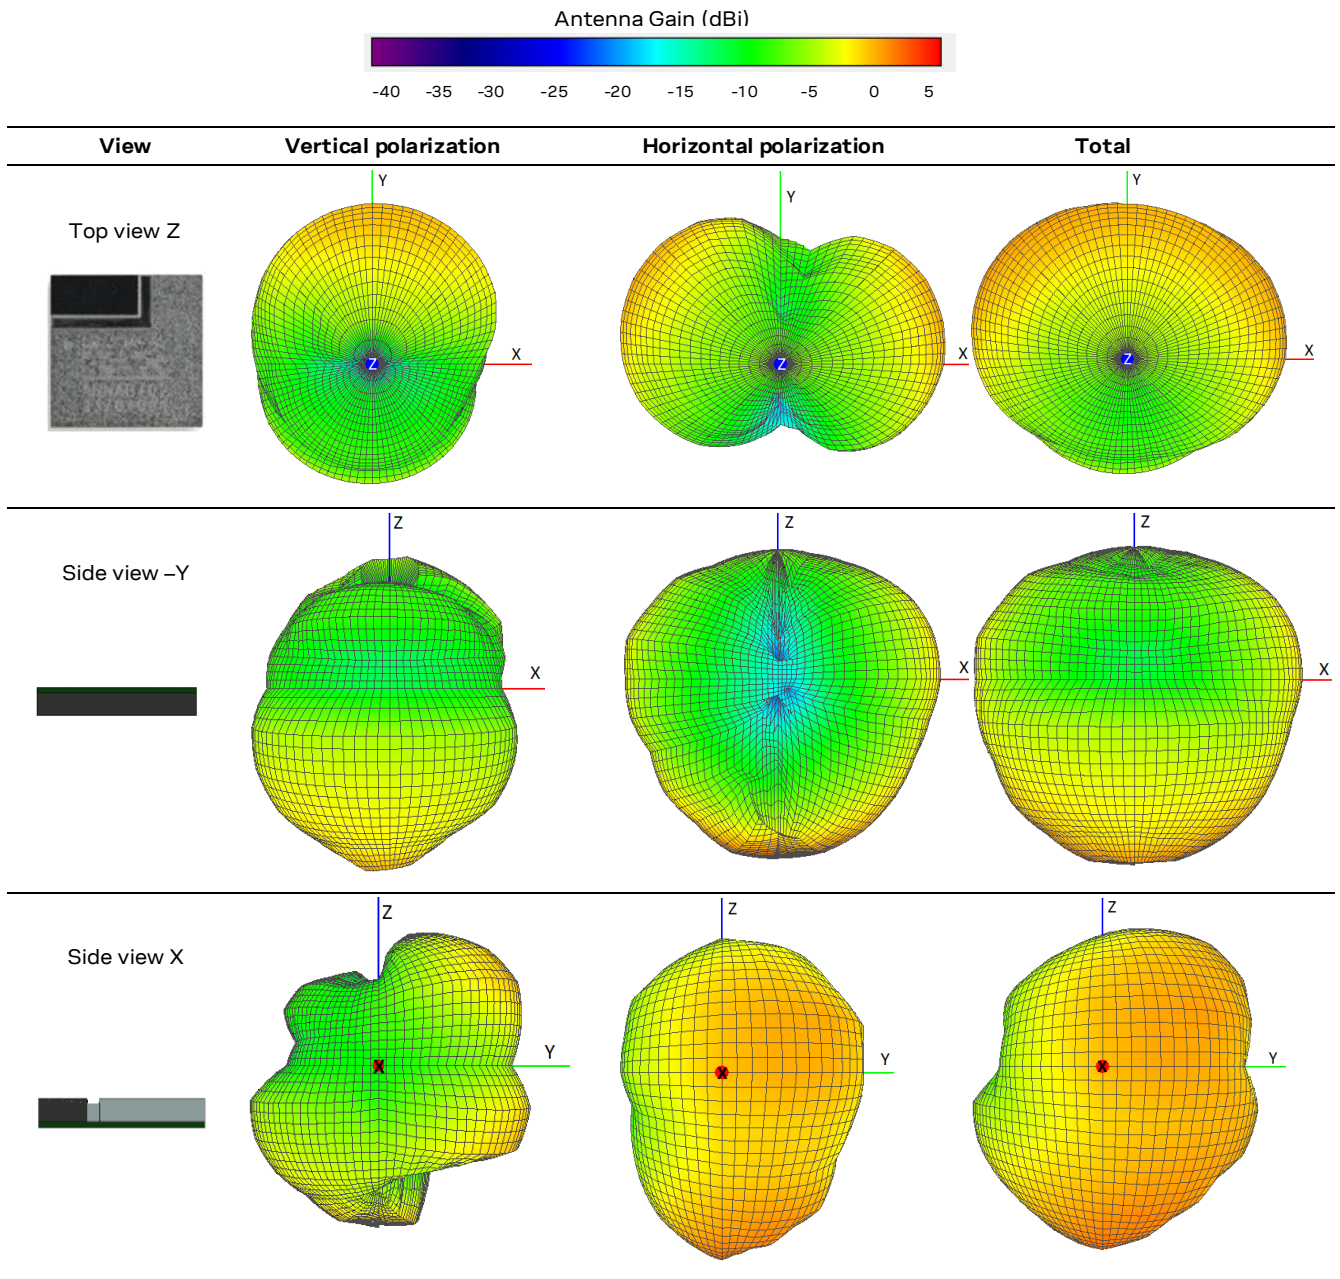 Antenna Gain (dBi)
-40 -35 -30 -25 -20 -15 -10 -5 0 5
View Vertical polarization Horizontal polarization Total
Top view Z
Y
X
Z
Y
X
Z
Y
X
Z
Side view –Y
Z
X
Z
X
Z
X
Side view X
Z
Y
X
Z
Y
X
Z
Y
X